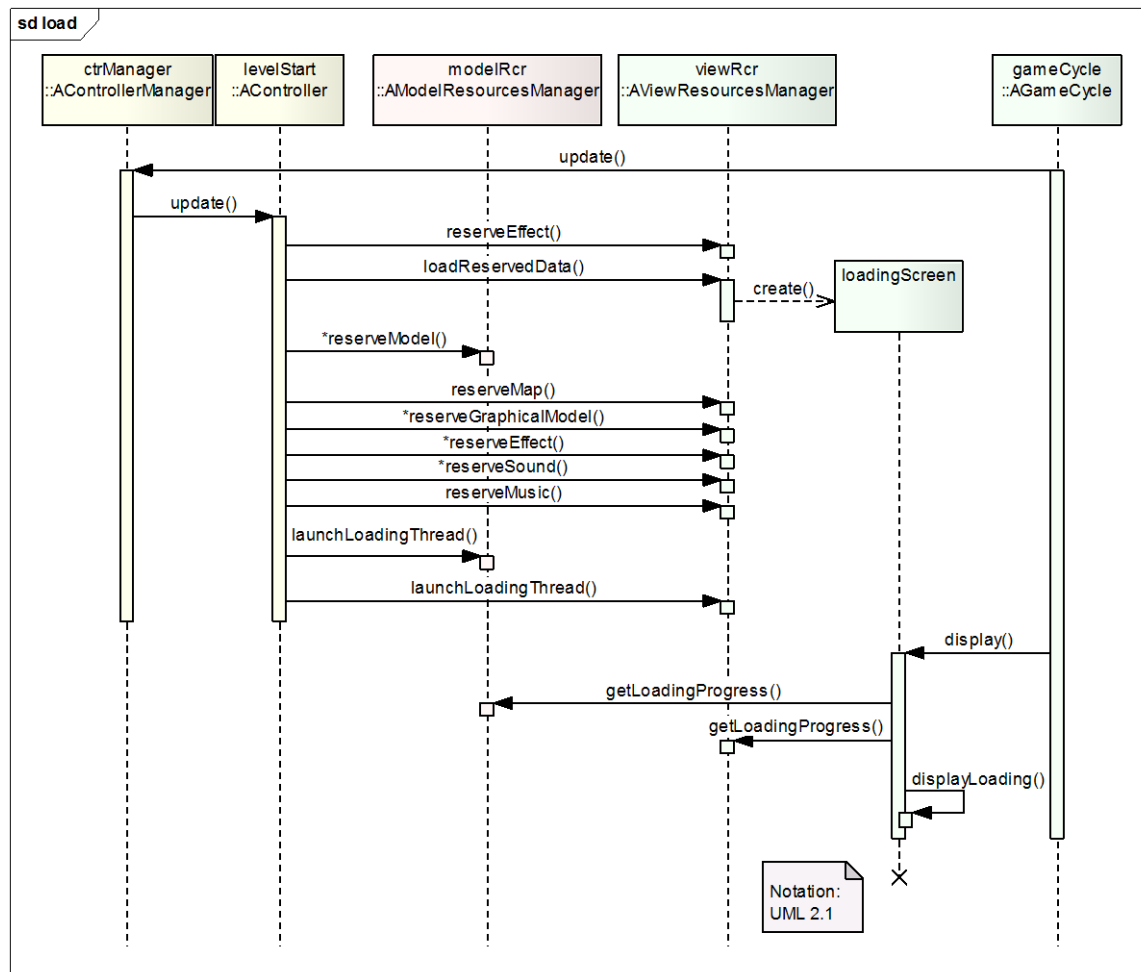 sd load
ctrManager
::AControllerManager
levelStart
::AController
modelRcr
::AModelResourcesManager
viewRcr
::AViewResourcesManager
gameCycle
::AGameCycle
update()
update()
reserveEffect()
loadReservedData()
loadingScreen
create()
*reserveModel()
reserveMap()
*reserveGraphicalModel()
*reserveEffect()
*reserveSound()
reserveMusic()
launchLoadingThread()
launchLoadingThread()
display()
getLoadingProgress()
getLoadingProgress()
displayLoading()
Notation:
UML 2.1